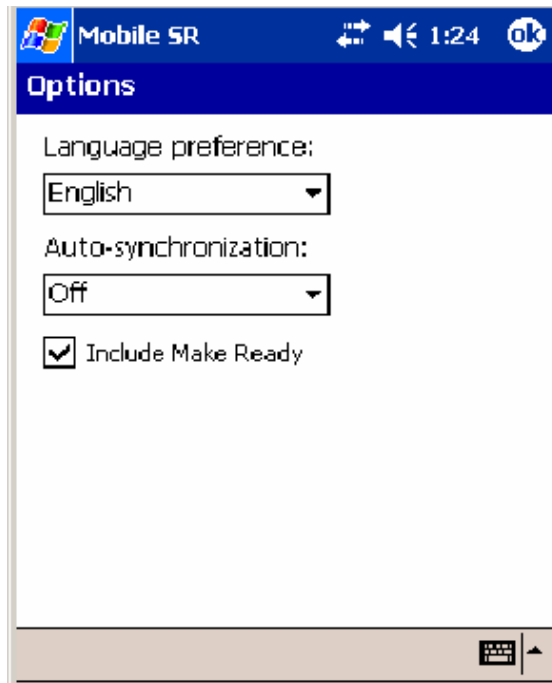 Mobile SR 1:24 ok
Options
Language preference:
English
Auto-synchronization:
Off
Include Make Ready